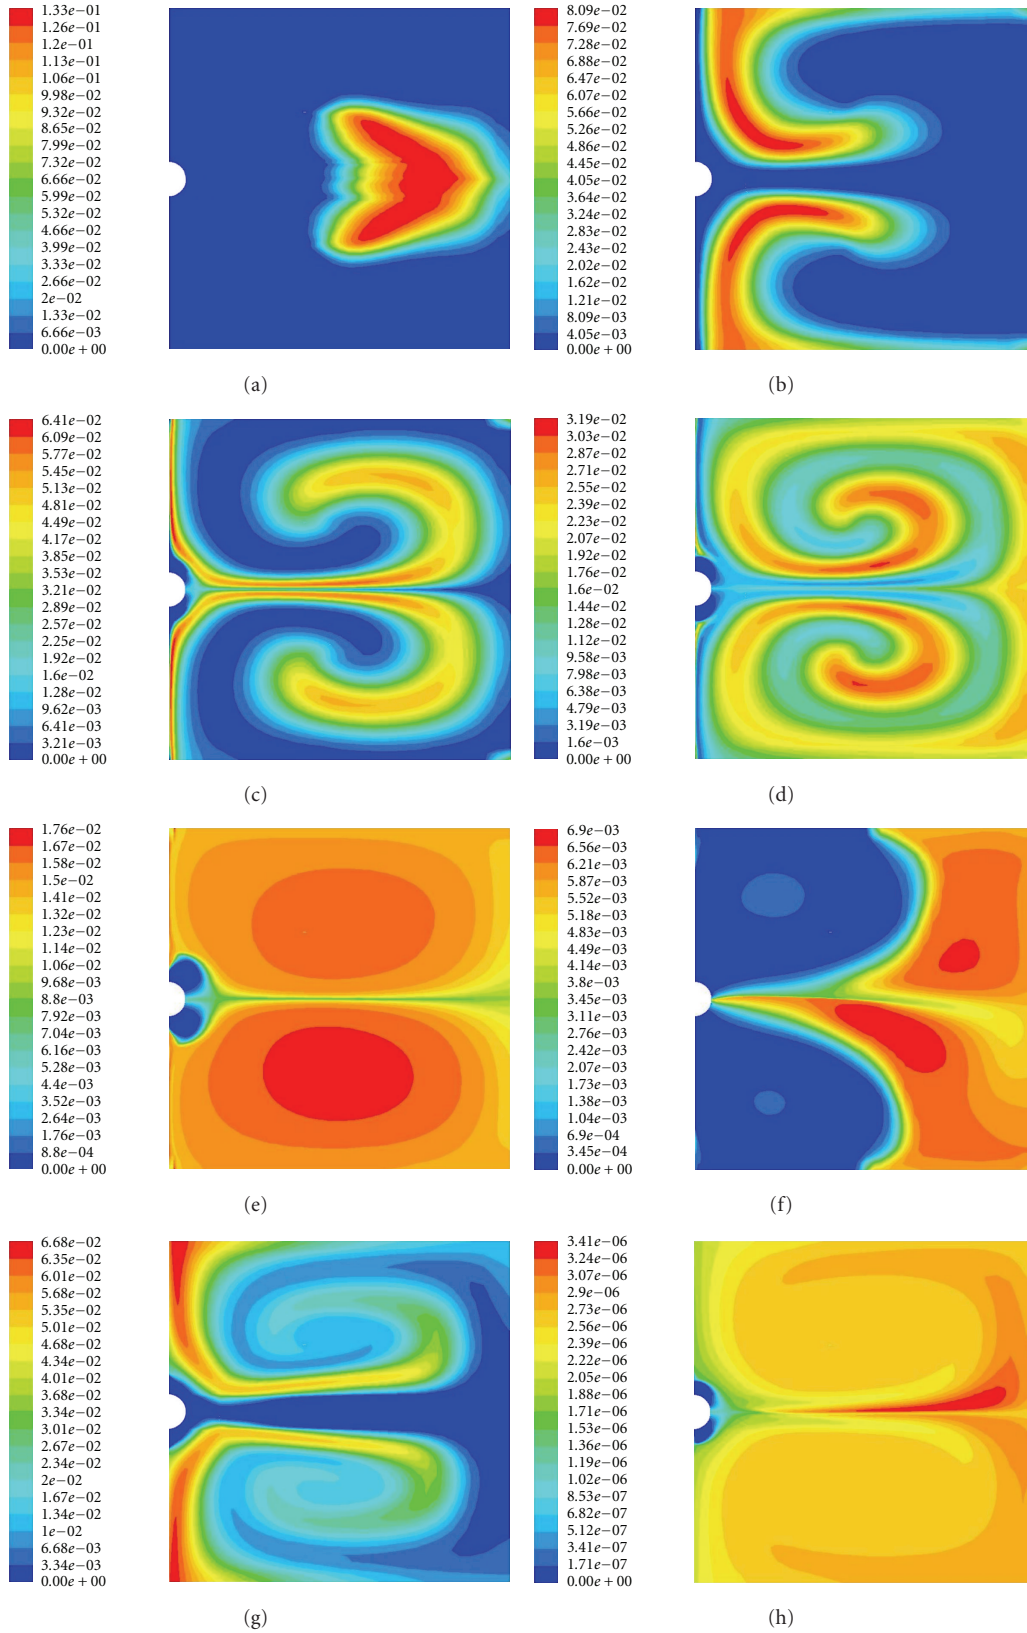 1.33e−01
1.26e−01
1.2e−01
1.13e−01
1.06e−01
9.98e−02
9.32e−02
8.65e−02
7.99e−02
7.32e−02
6.66e−02
5.99e−02
5.32e−02
4.66e−02
3.99e−02
3.33e−02
2.66e−02
2e−02
1.33e−02
6.66e−03
0.00e + 00
(a)
8.09e−02
7.69e−02
7.28e−02
6.88e−02
6.47e−02
6.07e−02
5.66e−02
5.26e−02
4.86e−02
4.45e−02
4.05e−02
3.64e−02
3.24e−02
2.83e−02
2.43e−02
2.02e−02
1.62e−02
1.21e−02
8.09e−03
4.05e−03
0.00e + 00
(b)
6.41e−02
6.09e−02
5.77e−02
5.45e−02
5.13e−02
4.81e−02
4.49e−02
4.17e−02
3.85e−02
3.53e−02
3.21e−02
2.89e−02
2.57e−02
2.25e−02
1.92e−02
1.6e−02
1.28e−02
9.62e−03
6.41e−03
3.21e−03
0.00e + 00
(c)
3.19e−02
3.03e−02
2.87e−02
2.71e−02
2.55e−02
2.39e−02
2.23e−02
2.07e−02
1.92e−02
1.76e−02
1.6e−02
1.44e−02
1.28e−02
1.12e−02
9.58e−03
7.98e−03
6.38e−03
4.79e−03
3.19e−03
1.6e−03
0.00e + 00
(d)
1.76e−02
1.67e−02
1.58e−02
1.5e−02
1.41e−02
1.32e−02
1.23e−02
1.14e−02
1.06e−02
9.68e−03
8.8e−03
7.92e−03
7.04e−03
6.16e−03
5.28e−03
4.4e−03
3.52e−03
2.64e−03
1.76e−03
8.8e−04
0.00e + 00
(e)
6.9e−03
6.56e−03
6.21e−03
5.87e−03
5.52e−03
5.18e−03
4.83e−03
4.49e−03
4.14e−03
3.8e−03
3.45e−03
3.11e−03
2.76e−03
2.42e−03
2.07e−03
1.73e−03
1.38e−03
1.04e−03
6.9e−04
3.45e−04
0.00e + 00
(f)
6.68e−02
6.35e−02
6.01e−02
5.68e−02
5.35e−02
5.01e−02
4.68e−02
4.34e−02
4.01e−02
3.68e−02
3.34e−02
3.01e−02
2.67e−02
2.34e−02
2e−02
1.67e−02
1.34e−02
1e−02
6.68e−03
3.34e−03
0.00e + 00
(g)
3.41e−06
3.24e−06
3.07e−06
2.9e−06
2.73e−06
2.56e−06
2.39e−06
2.22e−06
2.05e−06
1.88e−06
1.71e−06
1.53e−06
1.36e−06
1.19e−06
1.02e−06
8.53e−07
6.82e−07
5.12e−07
3.41e−07
1.71e−07
0.00e + 00
(h)